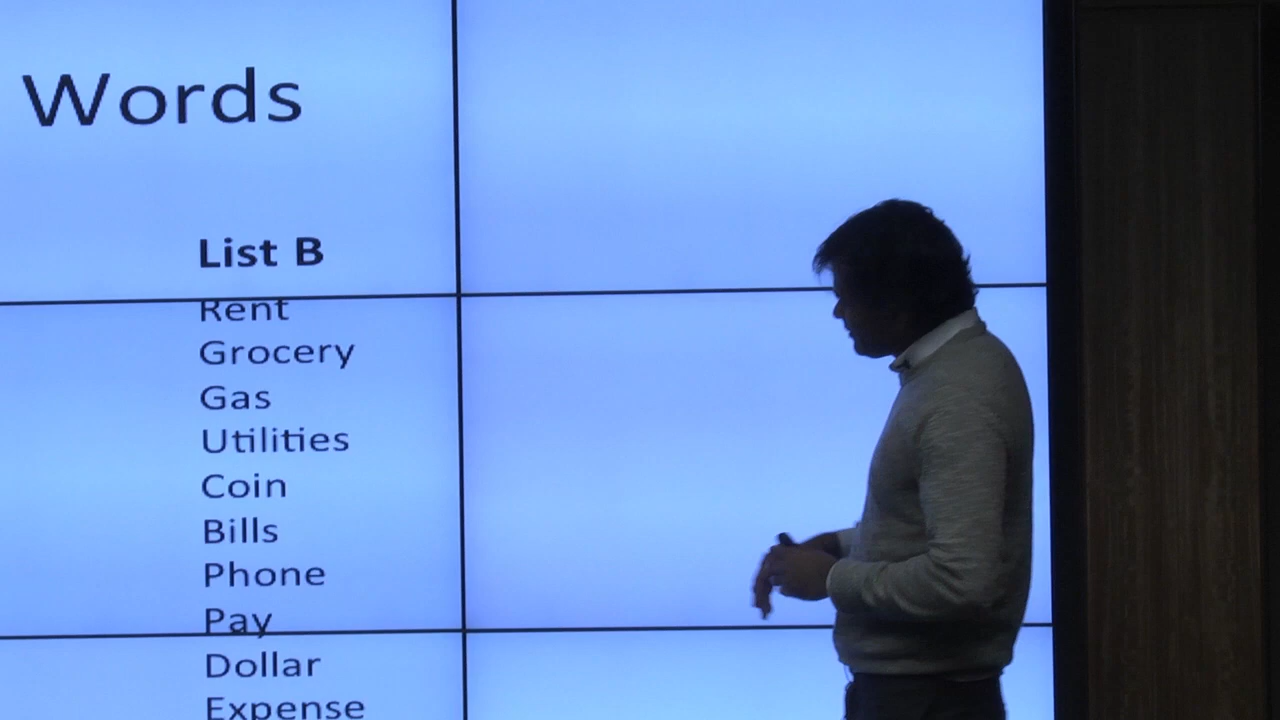 Words
List B
Rent
Grocery
Gas
Utilities
Coin
Bills
Phone
Pay
Dollar
Expense